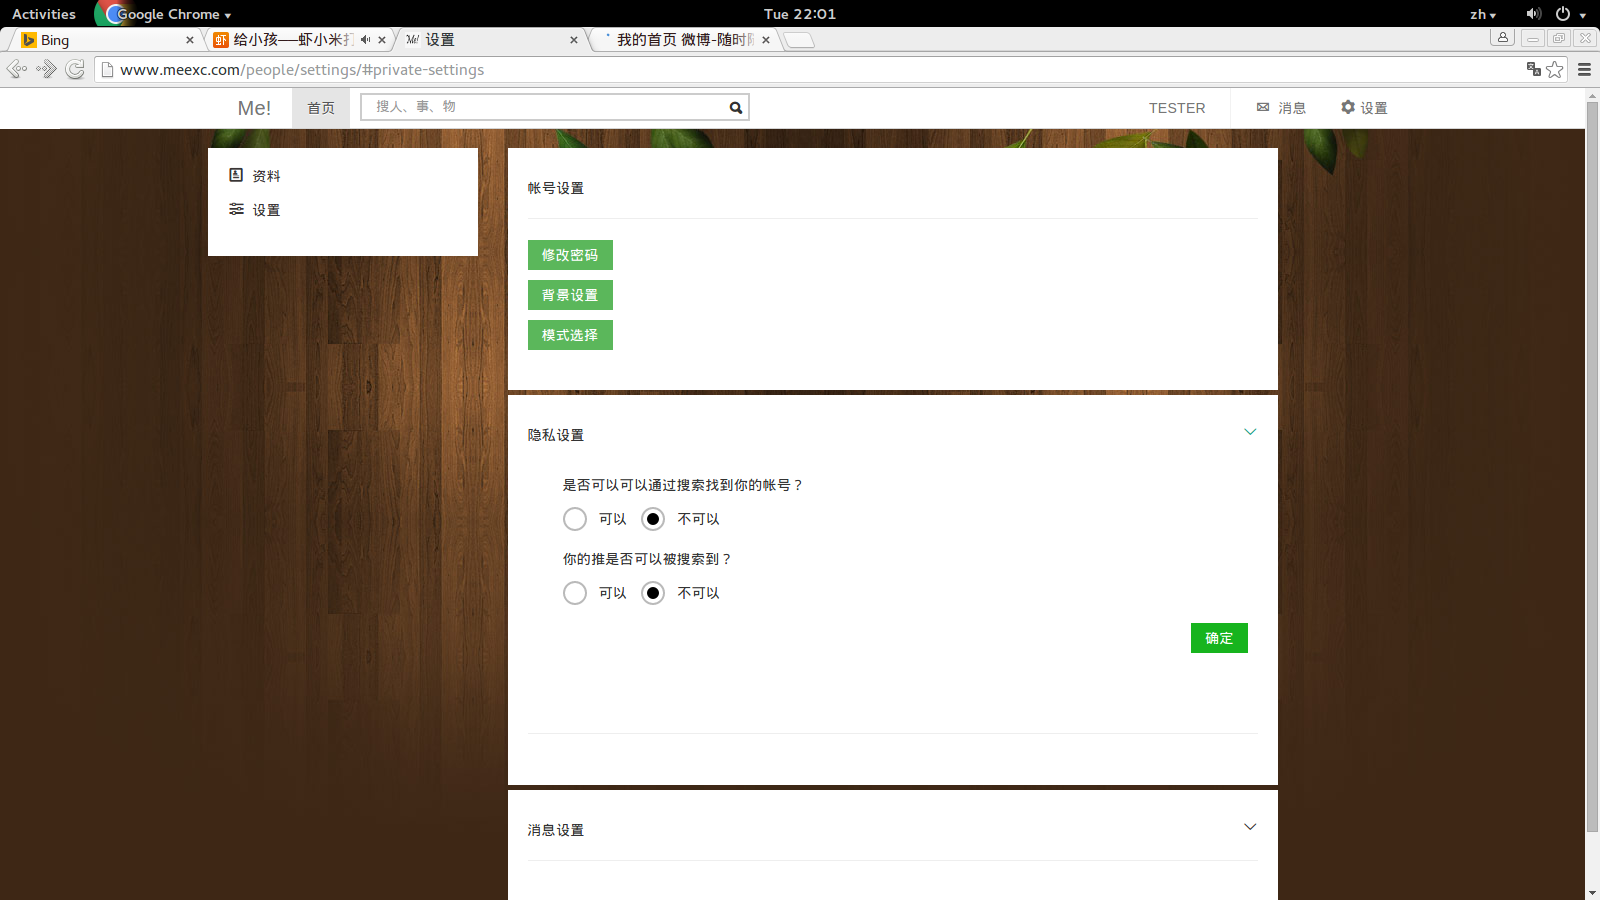 Activities Google Chrome Tue 22:01 zh
Bing 给小孩——虾小米打 Me! 设置 我的首页 微博-随时随
www.meexc.com/people/settings/#private-settings
Me! 首页 搜人、事、物 TESTER 消息 设置
资料
设置
帐号设置
修改密码
背景设置
模式选择
隐私设置
是否可以可以通过搜索找到你的帐号？
可以 不可以
你的推是否可以被搜索到？
可以 不可以
确定
消息设置